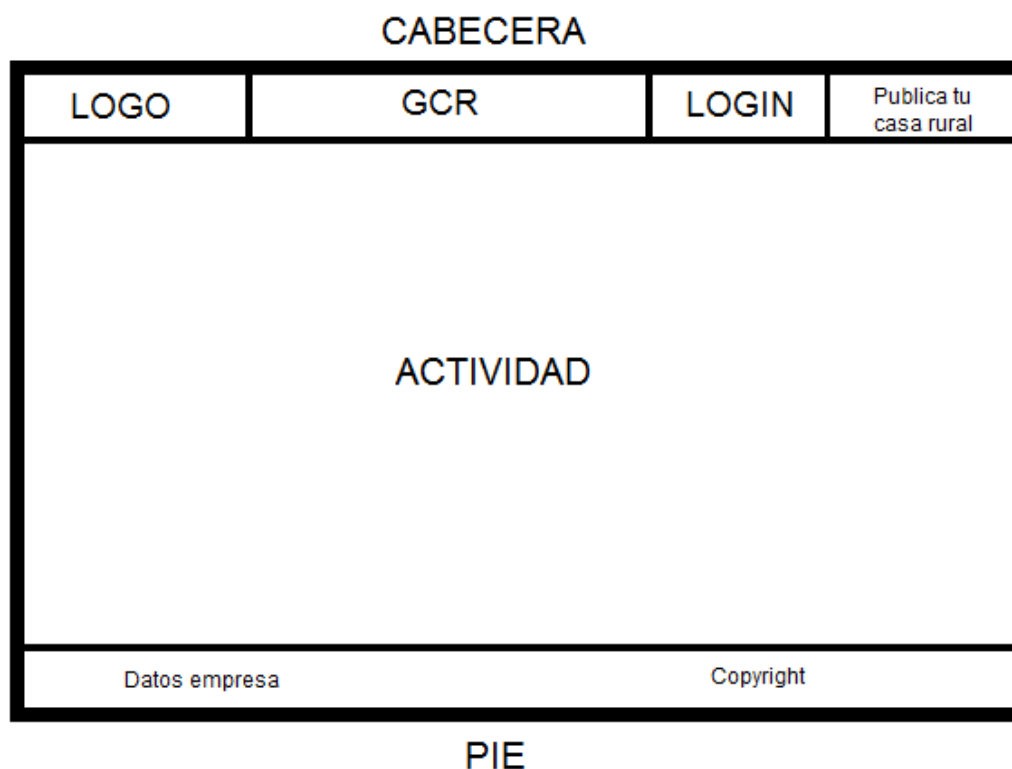 CABECERA
LOGO
GCR
LOGIN
Publica tu
casa rural
ACTIVIDAD
Datos empresa
Copyright
PIE